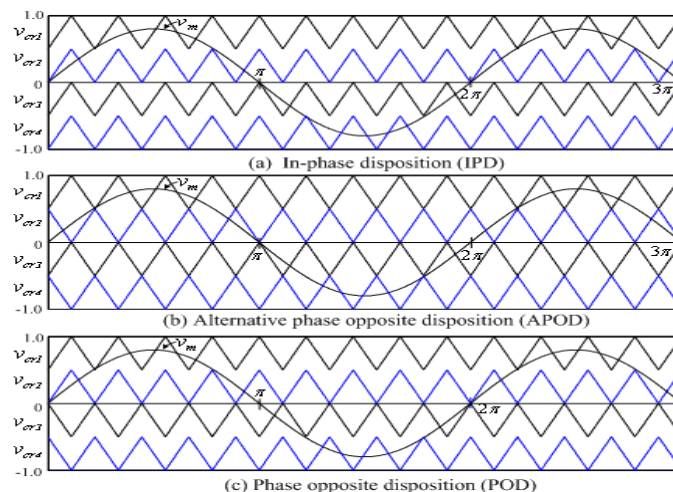 1.0
v_m
v_cr1
v_cr2
π
0
2π
3π
v_cr3
v_cr4
-1.0
(a) In-phase disposition (IPD)
1.0
v_m
v_cr1
v_cr2
0
π
2π
3π
v_cr3
v_cr4
-1.0
(b) Alternative phase opposite disposition (APOD)
1.0
v_m
v_cr1
v_cr2
π
0
2π
v_cr3
v_cr4
-1.0
(c) Phase opposite disposition (POD)